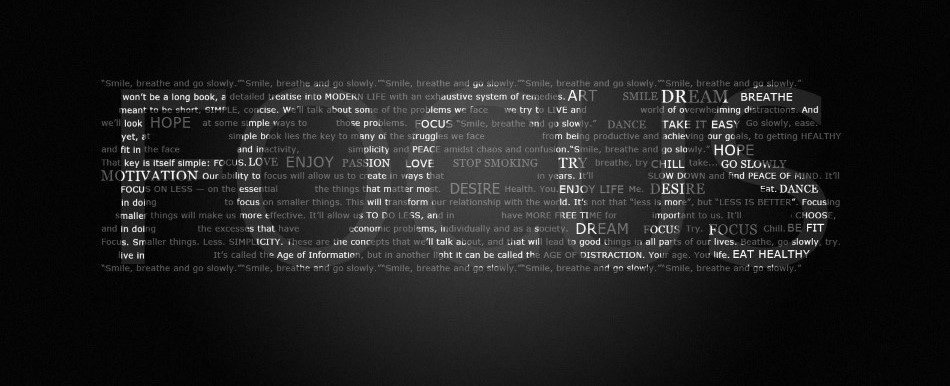 FOCUS
"Smile, breathe and go slowly.""Smile, breathe and go slowly.""Smile, breathe and go slowly.""Smile, breathe and go slowly.""Smile, breathe and go slowly."
won't be a long book, a detailed treatise into MODERN LIFE with an exhaustive system of remedies. ART SMILE DREAM BREATHE
meant to be short, SIMPLE, concise. We'll talk about some of the problems we face we try to LIVE and world of overwhelming distractions. And
we'll look HOPE at some simple ways to those problems. FOCUS "Smile, breathe and go slowly." DANCE TAKE IT EASY Go slowly, ease.
yet, at simple book lies the key to many of the struggles we face from being productive and achieving our goals, to getting HEALTHY
and fit in the face and inactivity, simplicity and PEACE amidst chaos and confusion."Smile, breathe and go slowly." HOPE
That key is itself simple: FOCUS, LOVE ENJOY PASSION LOVE STOP SMOKING TRY breathe, try CHILL take... GO SLOWLY
MOTIVATION Our ability to focus will allow us to create in ways that in years. It'll SLOW DOWN and find PEACE OF MIND. It'll
FOCUS ON LESS — on the essential the things that matter most. DESIRE Health. You. ENJOY LIFE Me. DESIRE Eat. DANCE
in doing to focus on smaller things. This will transform our relationship with the world. It's not that "less is more", but "LESS IS BETTER". Focusing
smaller things will make us more effective. It'll allow us TO DO LESS, and in have MORE FREE TIME for important to us. It'll CHOOSE,
and in doing the excesses that have economic problems, individually and as a society. DREAM FOCUS Try. FOCUS Chill. BE FIT
Focus. Smaller things. Less. SIMPLICITY. These are the concepts that we'll talk about, and that will lead to good things in all parts of our lives. Beathe, go slowly, try.
live in It's called the Age of Information, but in another light it can be called the AGE OF DISTRACTION. Your age. You life. EAT HEALTHY
"Smile, breathe and go slowly.""Smile, breathe and go slowly.""Smile, breathe and go slowly.""Smile, breathe and go slowly.""Smile, breathe and go slowly."